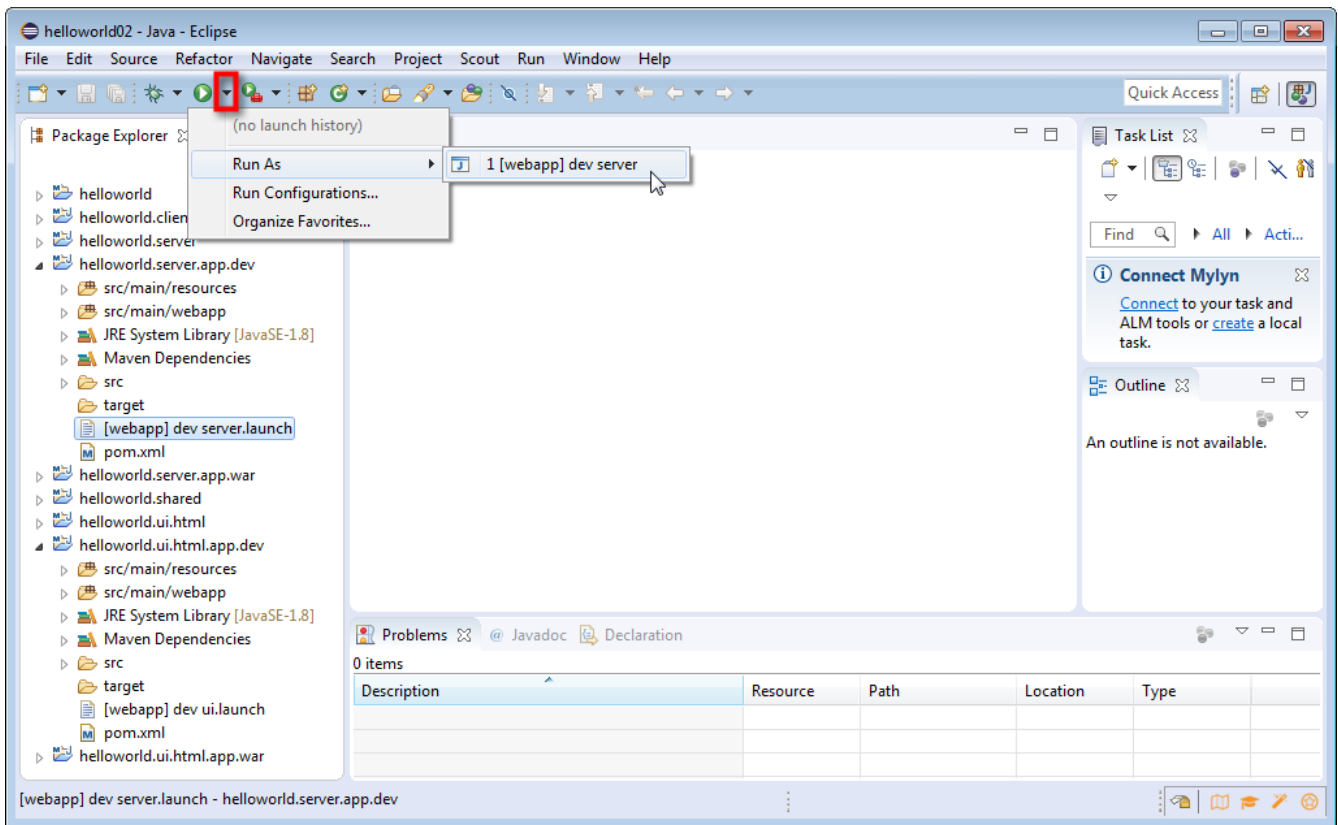 helloworld02 - Java - Eclipse
File Edit Source Refactor Navigate Search Project Scout Run Window Help
Quick Access
(no launch history)
Run As
1 [webapp] dev server
Run Configurations...
Organize Favorites...
Package Explorer
helloworld
helloworld.clien
helloworld.server
helloworld.server.app.dev
src/main/resources
src/main/webapp
JRE System Library [JavaSE-1.8]
Maven Dependencies
src
target
[webapp] dev server.launch
pom.xml
helloworld.server.app.war
helloworld.shared
helloworld.ui.html
helloworld.ui.html.app.dev
src/main/resources
src/main/webapp
JRE System Library [JavaSE-1.8]
Maven Dependencies
src
target
[webapp] dev ui.launch
pom.xml
helloworld.ui.html.app.war
Task List
Find All Acti...
Connect Mylyn
Connect to your task and
ALM tools or create a local
task.
Outline
An outline is not available.
Problems @ Javadoc Declaration
0 items
Description Resource Path Location Type
[webapp] dev server.launch - helloworld.server.app.dev